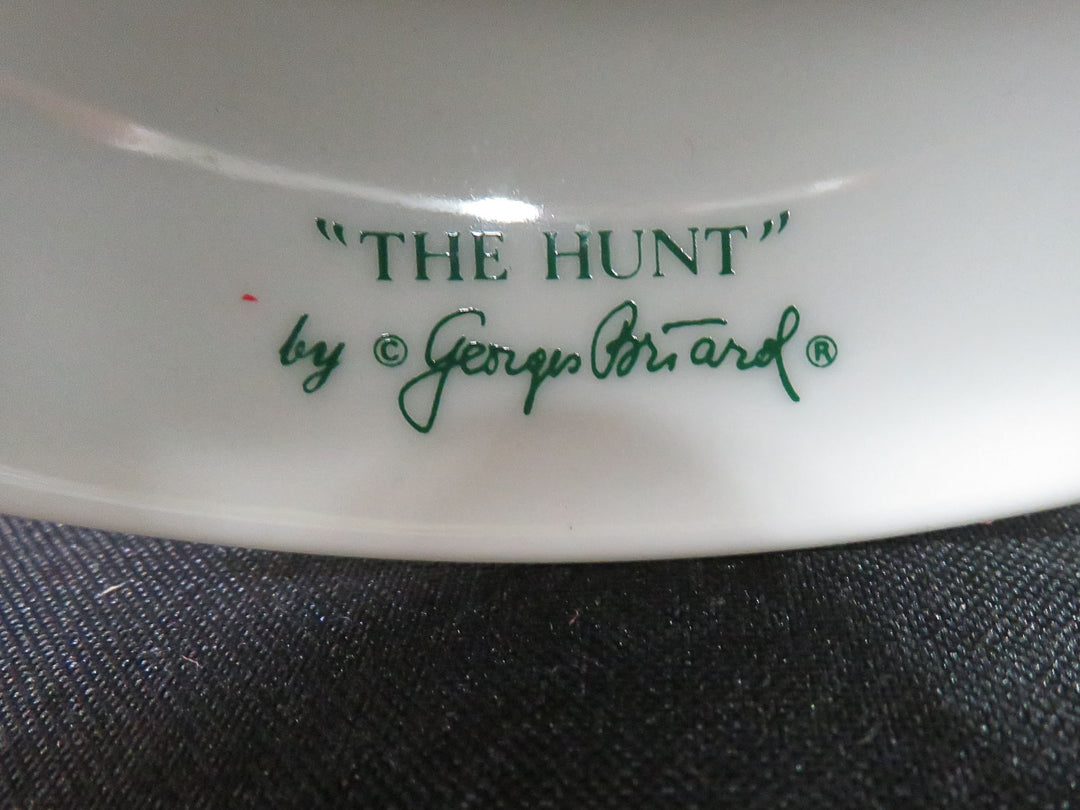 “THE HUNT”
by © Georges Briard ®